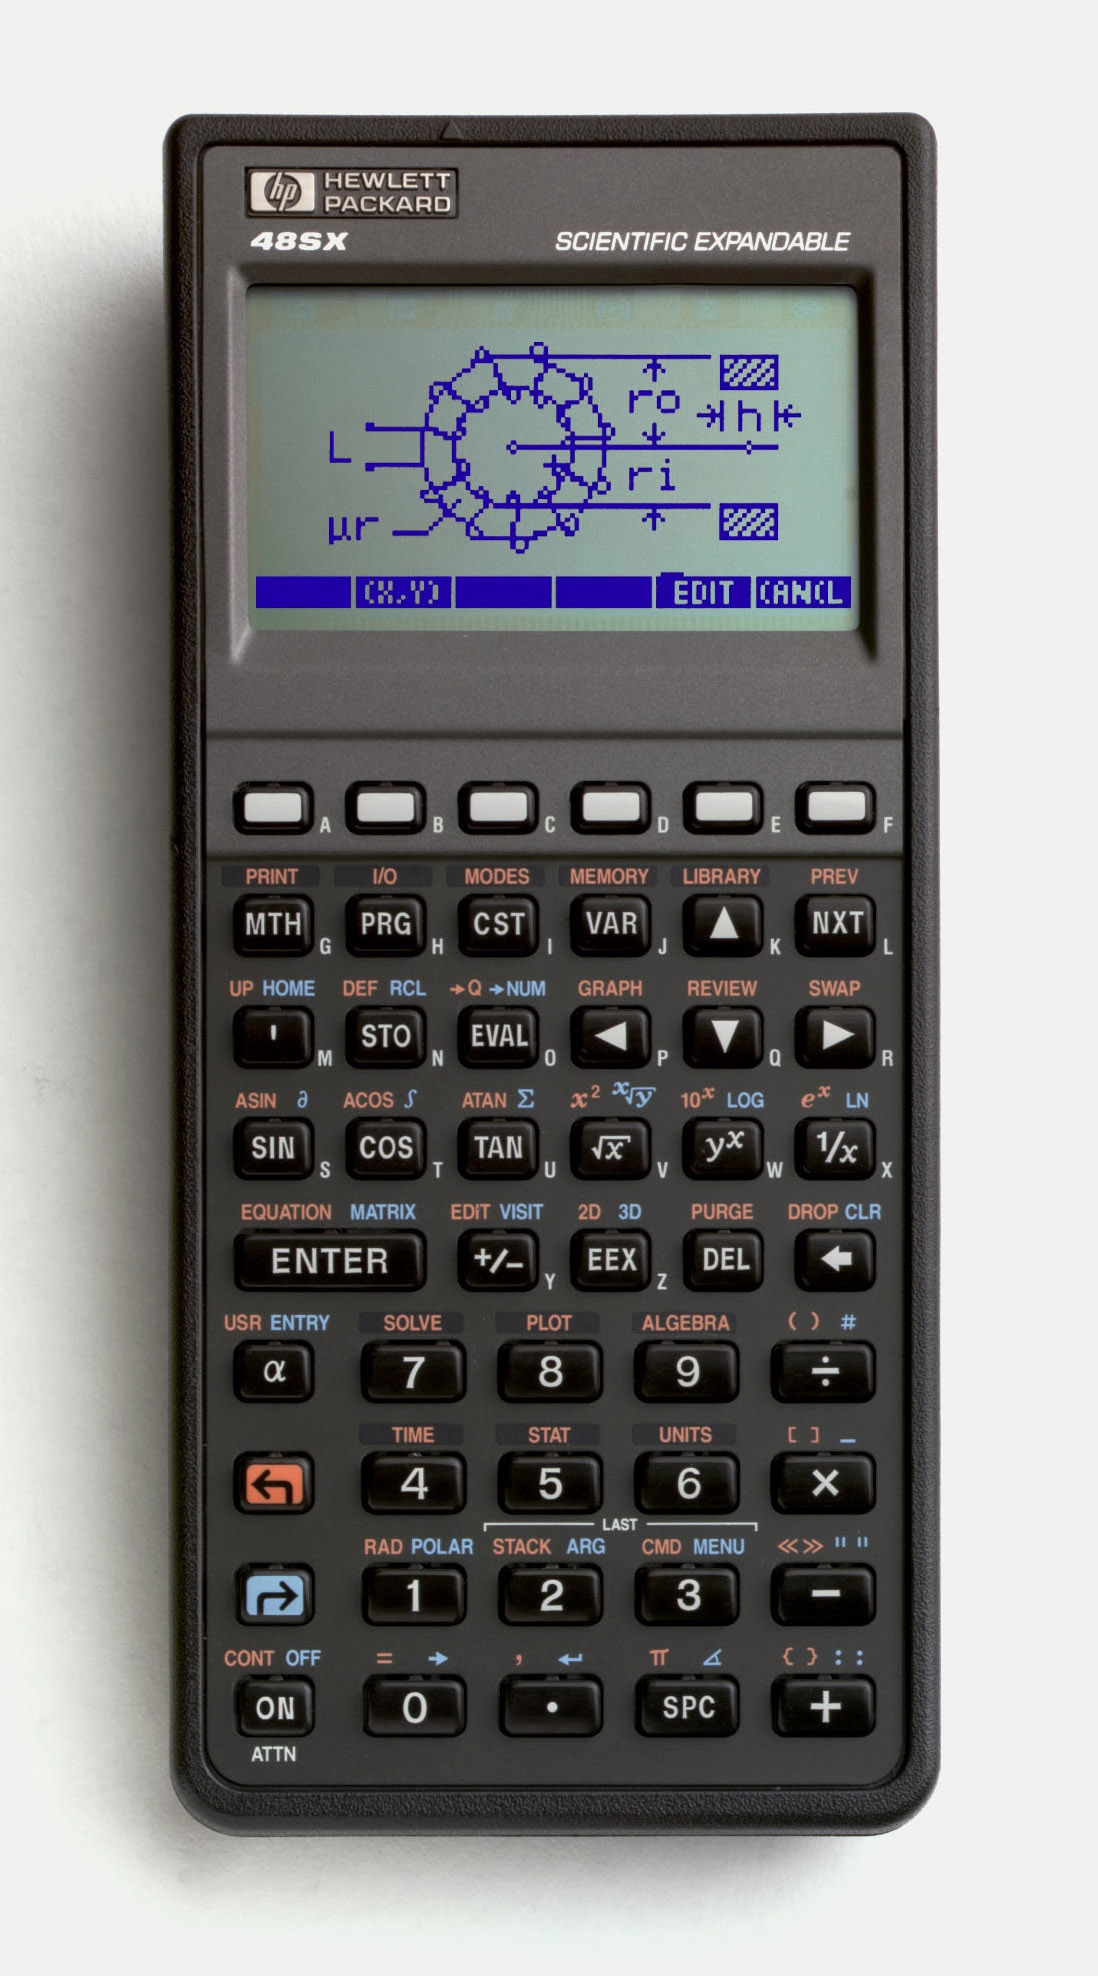 hp HEWLETT PACKARD
48SX SCIENTIFIC EXPANDABLE
ro
h
L
ri
µr
(X,Y) EDIT CANCL
A B C D E F
PRINT I/O MODES MEMORY LIBRARY PREV
MTH G PRG H CST I VAR J ▲ K NXT L
UP HOME DEF RCL →Q →NUM GRAPH REVIEW SWAP
' M STO N EVAL O ◀ P ▼ Q ▶ R
ASIN ∂ ACOS ∫ ATAN Σ x² ˣ√y 10ˣ LOG eˣ LN
SIN S COS T TAN U √x V yˣ W 1/x X
EQUATION MATRIX EDIT VISIT 2D 3D PURGE DROP CLR
ENTER +/− Y EEX Z DEL ←
USR ENTRY SOLVE PLOT ALGEBRA ( ) #
α 7 8 9 ÷
TIME STAT UNITS [ ] _
↰ 4 5 6 ×
LAST
RAD POLAR STACK ARG CMD MENU ≪ ≫ " "
↱ 1 2 3 −
CONT OFF = → , ↵ π ∡ { } : :
ON 0 . SPC +
ATTN